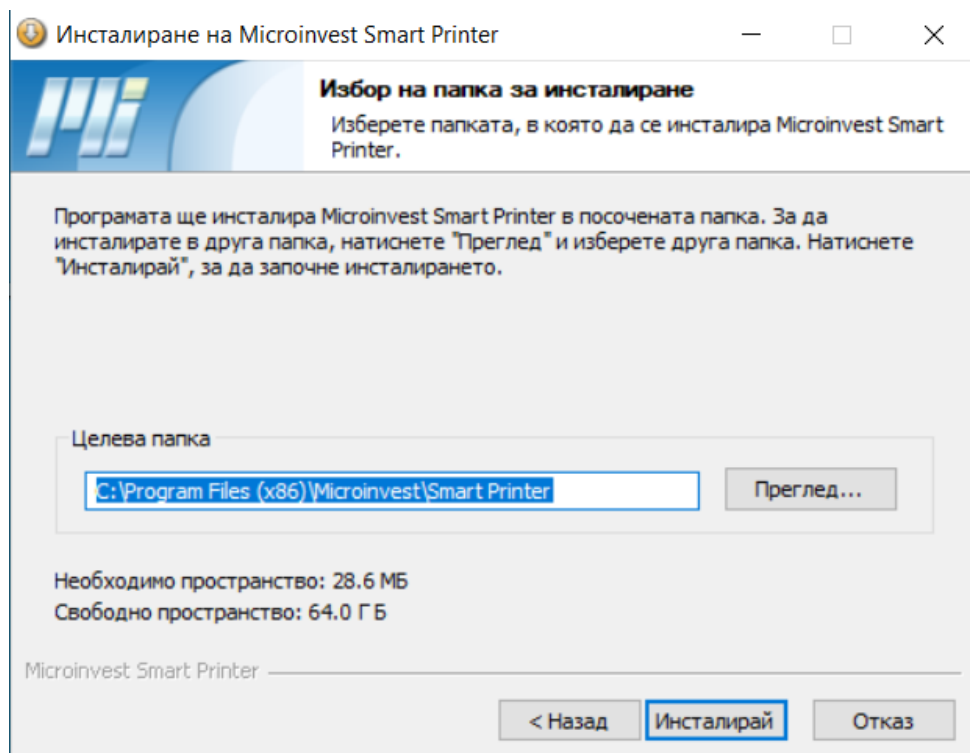 Инсталиране на Microinvest Smart Printer
Избор на папка за инсталиране
Изберете папката, в която да се инсталира Microinvest Smart
Printer.
Програмата ще инсталира Microinvest Smart Printer в посочената папка. За да
инсталирате в друга папка, натиснете "Преглед" и изберете друга папка. Натиснете
"Инсталирай", за да започне инсталирането.
Целева папка
C:\Program Files (x86)\Microinvest\Smart Printer
Преглед...
Необходимо пространство: 28.6 МБ
Свободно пространство: 64.0 ГБ
Microinvest Smart Printer
< Назад
Инсталирай
Отказ